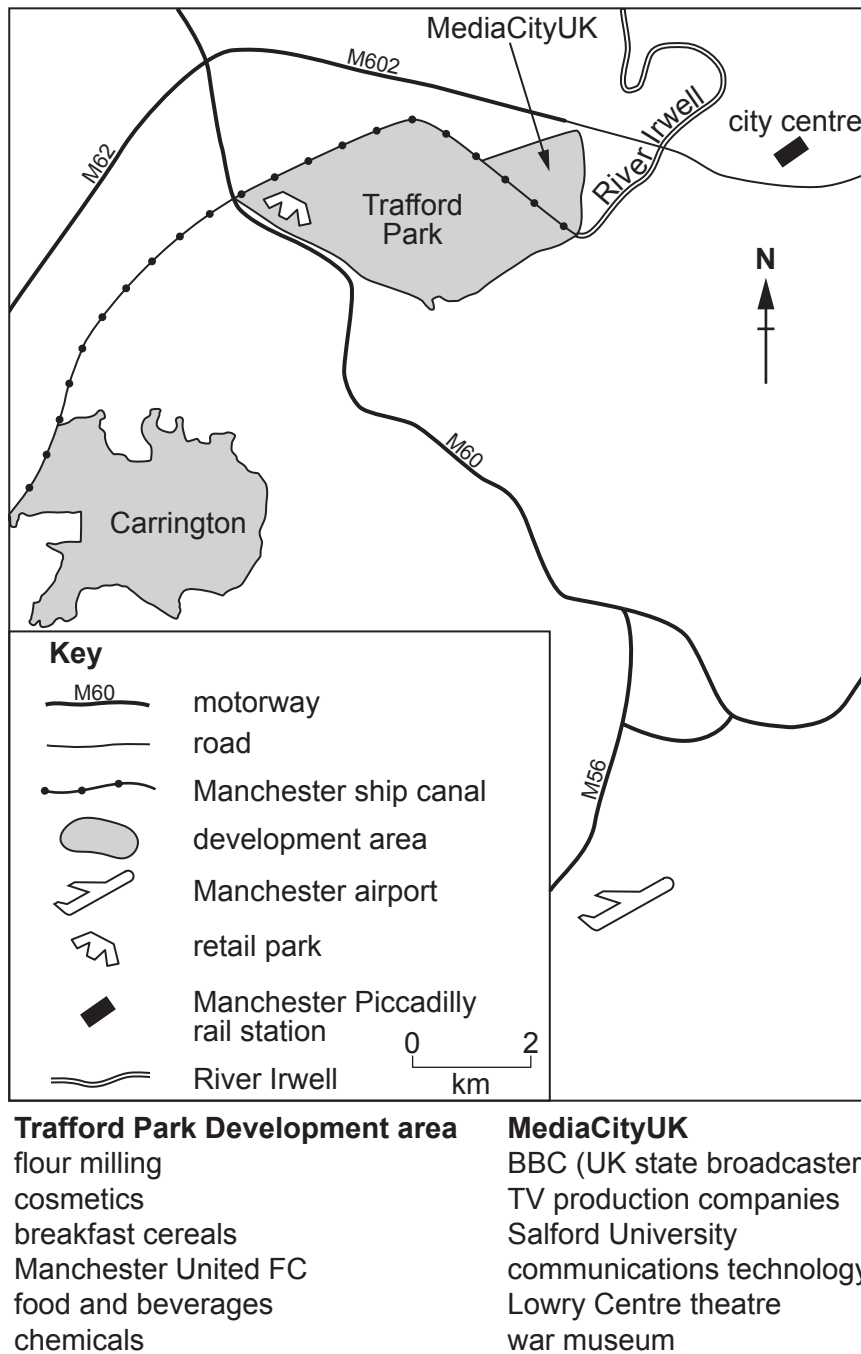 MediaCityUK
M602
city centre
River Irwell
M62
Trafford
Park
N
M60
Carrington
Key
M60
motorway
road
Manchester ship canal
development area
Manchester airport
retail park
Manchester Piccadilly
rail station
River Irwell
0 2
km
M56
Trafford Park Development area
flour milling
cosmetics
breakfast cereals
Manchester United FC
food and beverages
chemicals
MediaCityUK
BBC (UK state broadcaster
TV production companies
Salford University
communications technology
Lowry Centre theatre
war museum